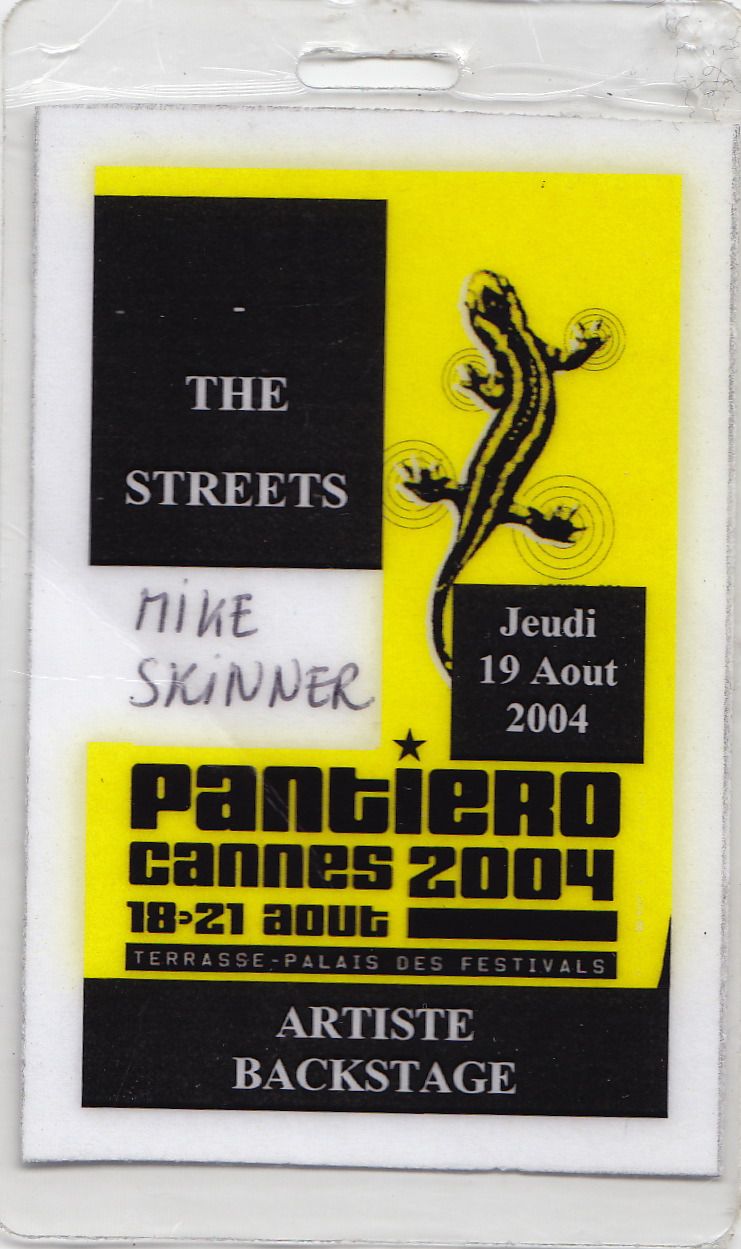 THE
STREETS
MIKE
SKINNER
Jeudi
19 Aout
2004
pantiero
cannes 2004
18>21 aout
TERRASSE-PALAIS DES FESTIVALS
ARTISTE
BACKSTAGE